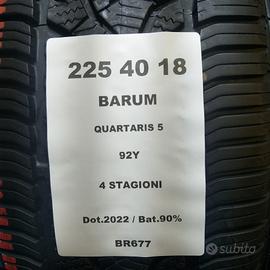 225 40 18
BARUM
QUARTARIS 5
92Y
4 STAGIONI
Dot.2022 / Bat.90%
BR677
subito